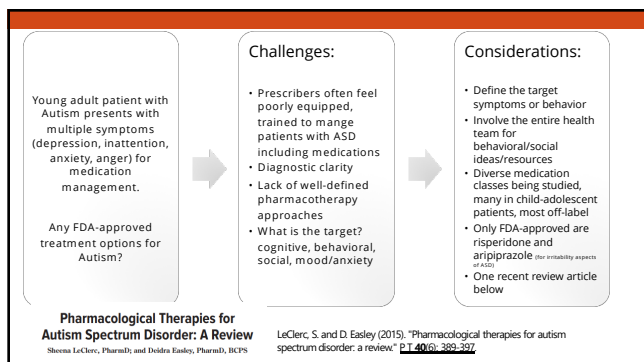 Young adult patient with
Autism presents with
multiple symptoms
(depression, inattention,
anxiety, anger) for
medication
management.
Any FDA-approved
treatment options for
Autism?
Challenges:
• Prescribers often feel
poorly equipped,
trained to mange
patients with ASD
including medications
• Diagnostic clarity
• Lack of well-defined
pharmacotherapy
approaches
• What is the target?
cognitive, behavioral,
social, mood/anxiety
Considerations:
• Define the target
symptoms or behavior
• Involve the entire health
team for
behavioral/social
ideas/resources
• Diverse medication
classes being studied,
many in child-adolescent
patients, most off-label
• Only FDA-approved are
risperidone and
aripiprazole (for irritability aspects
of ASD)
• One recent review article
below
Pharmacological Therapies for
Autism Spectrum Disorder: A Review
Sheena LeClerc, PharmD; and Deidra Easley, PharmD, BCPS
LeClerc, S. and D. Easley (2015). "Pharmacological therapies for autism
spectrum disorder: a review." P T 40(6): 389-397.